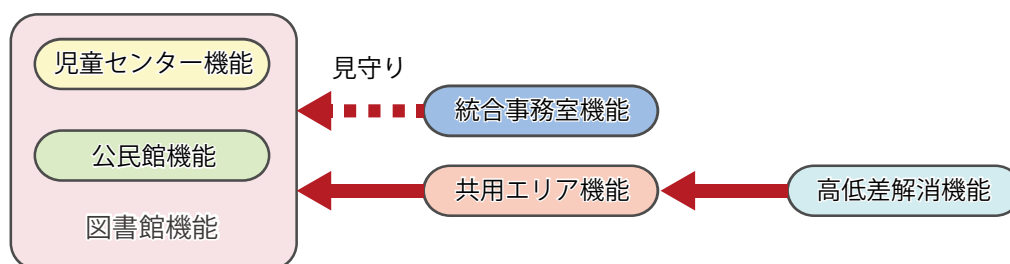 児童センター機能
見守り
統合事務室機能
公民館機能
共用エリア機能
高低差解消機能
図書館機能